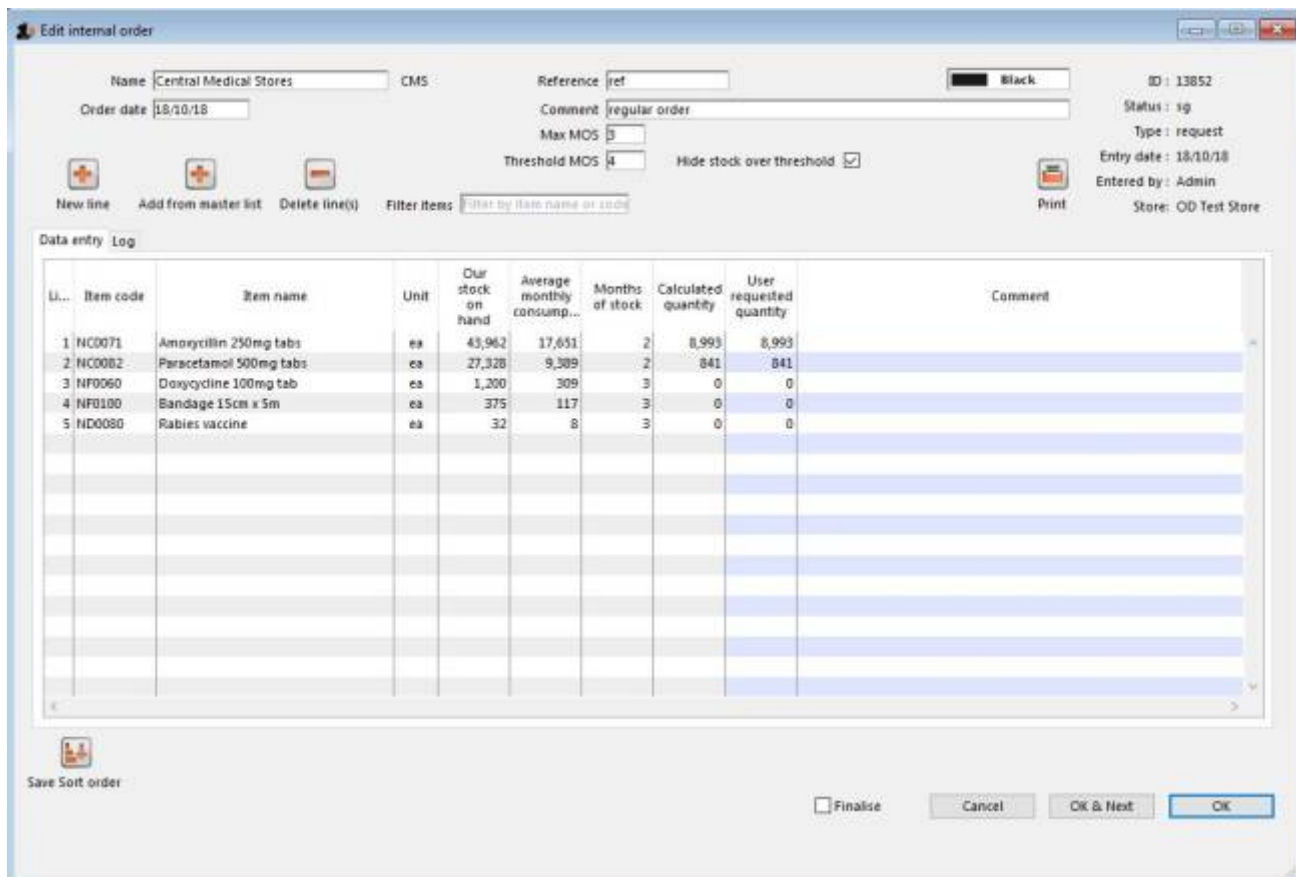 Edit internal order
Name Central Medical Stores CMS Reference ref Black ID : 13852
Order date 18/10/18 Comment regular order Status : sg
Max MOS 3 Type : request
Threshold MOS 4 Hide stock over threshold Entry date : 18/10/18
Entered by : Admin
New line Add from master list Delete line(s) Filter items Filter by item name or code Print Store: OD Test Store
Data entry Log
Li... Item code Item name Unit Our stock on hand Average monthly consump... Months of stock Calculated quantity User requested quantity Comment
1 NC0071 Amoxycillin 250mg tabs ea 43,962 17,651 2 8,993 8,993
2 NC0082 Paracetamol 500mg tabs ea 27,328 9,389 2 841 841
3 NF0060 Doxycycline 100mg tab ea 1,200 309 3 0 0
4 NF0100 Bandage 15cm x 5m ea 375 117 3 0 0
5 ND0080 Rabies vaccine ea 32 8 3 0 0
Save Sort order
Finalise Cancel OK & Next OK